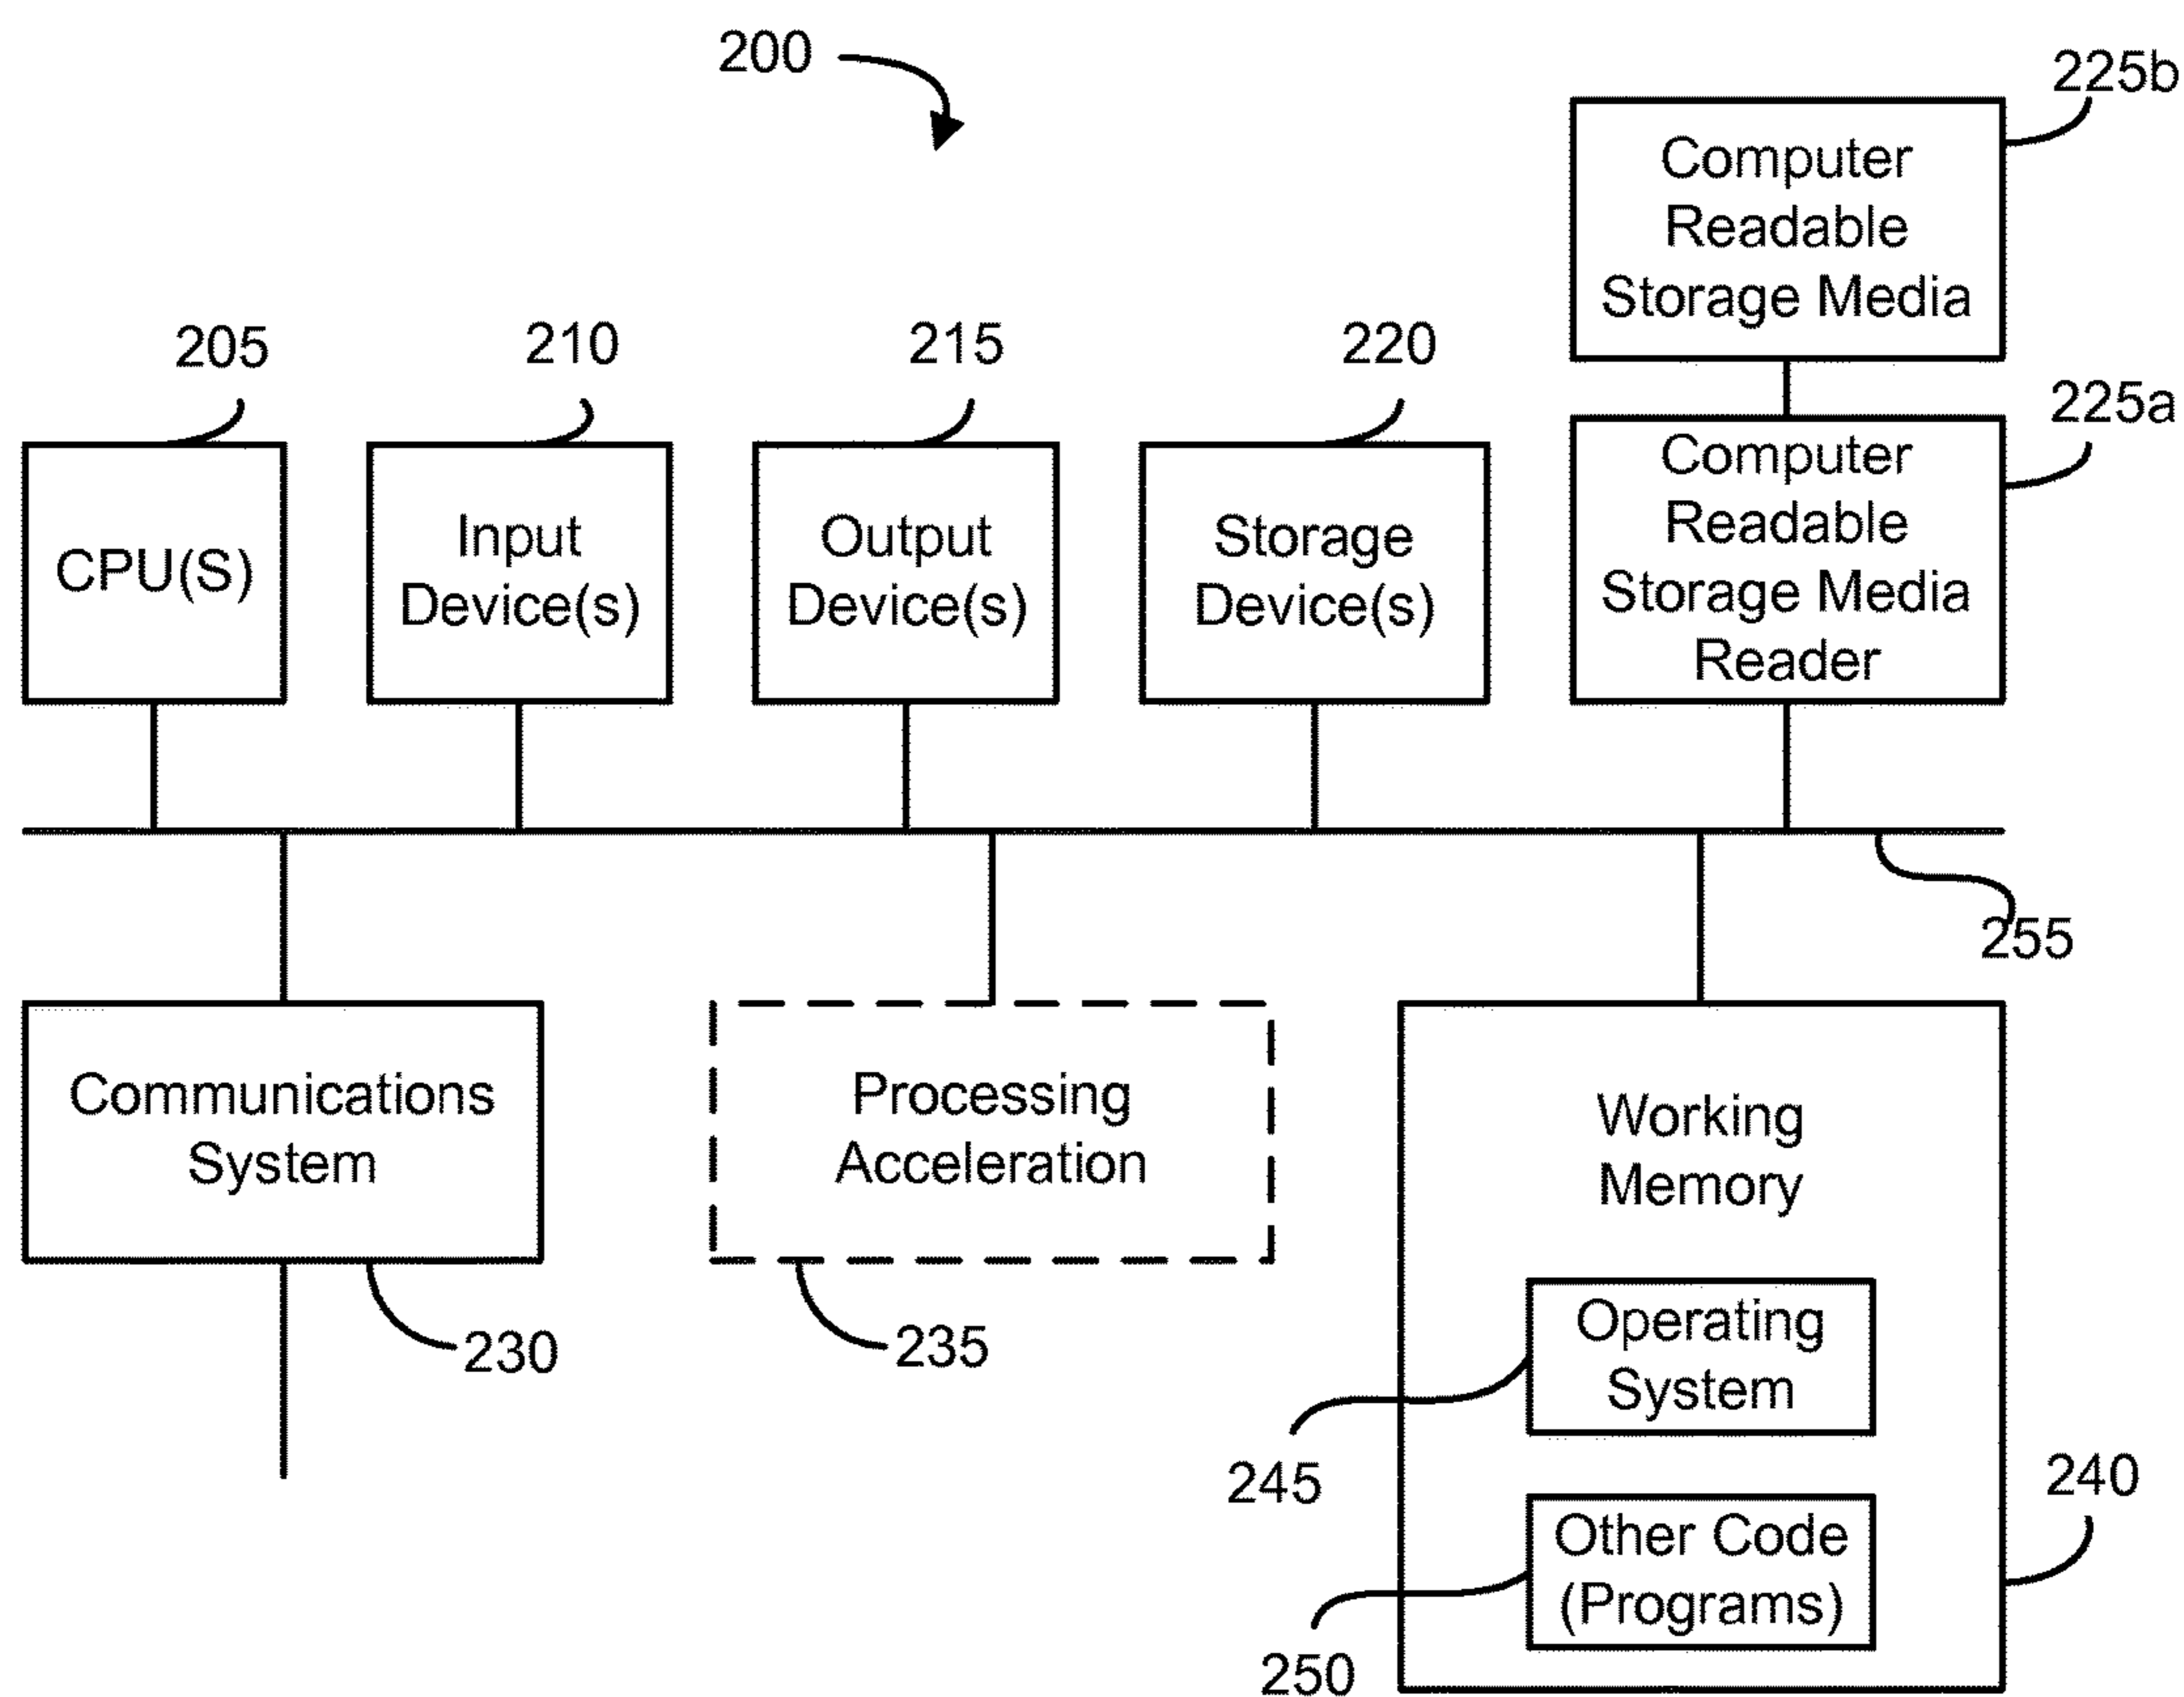 200
225b
Computer
Readable
Storage Media
205
210
215
220
225a
CPU(S)
Input
Device(s)
Output
Device(s)
Storage
Device(s)
Computer
Readable
Storage Media
Reader
255
Communications
System
Processing
Acceleration
Working
Memory
230
235
Operating
System
245
240
Other Code
(Programs)
250